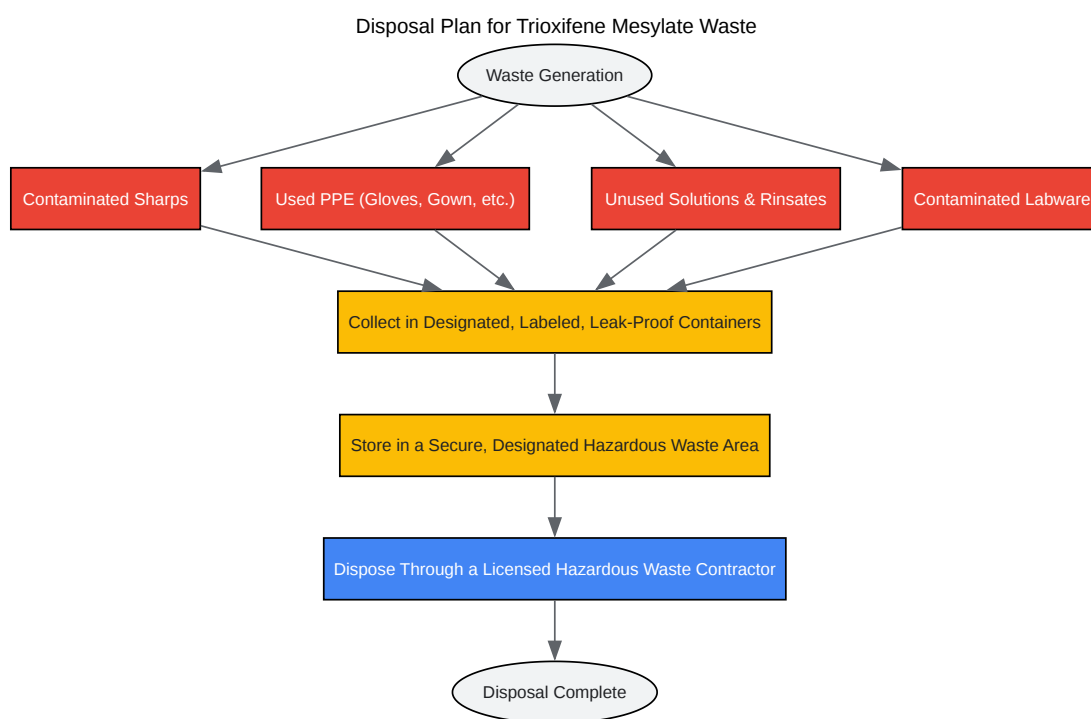 Disposal Plan for Trioxifene Mesylate Waste
Waste Generation
Contaminated Sharps
Used PPE (Gloves, Gown, etc.)
Unused Solutions & Rinsates
Contaminated Labware
Collect in Designated, Labeled, Leak-Proof Containers
Store in a Secure, Designated Hazardous Waste Area
Dispose Through a Licensed Hazardous Waste Contractor
Disposal Complete